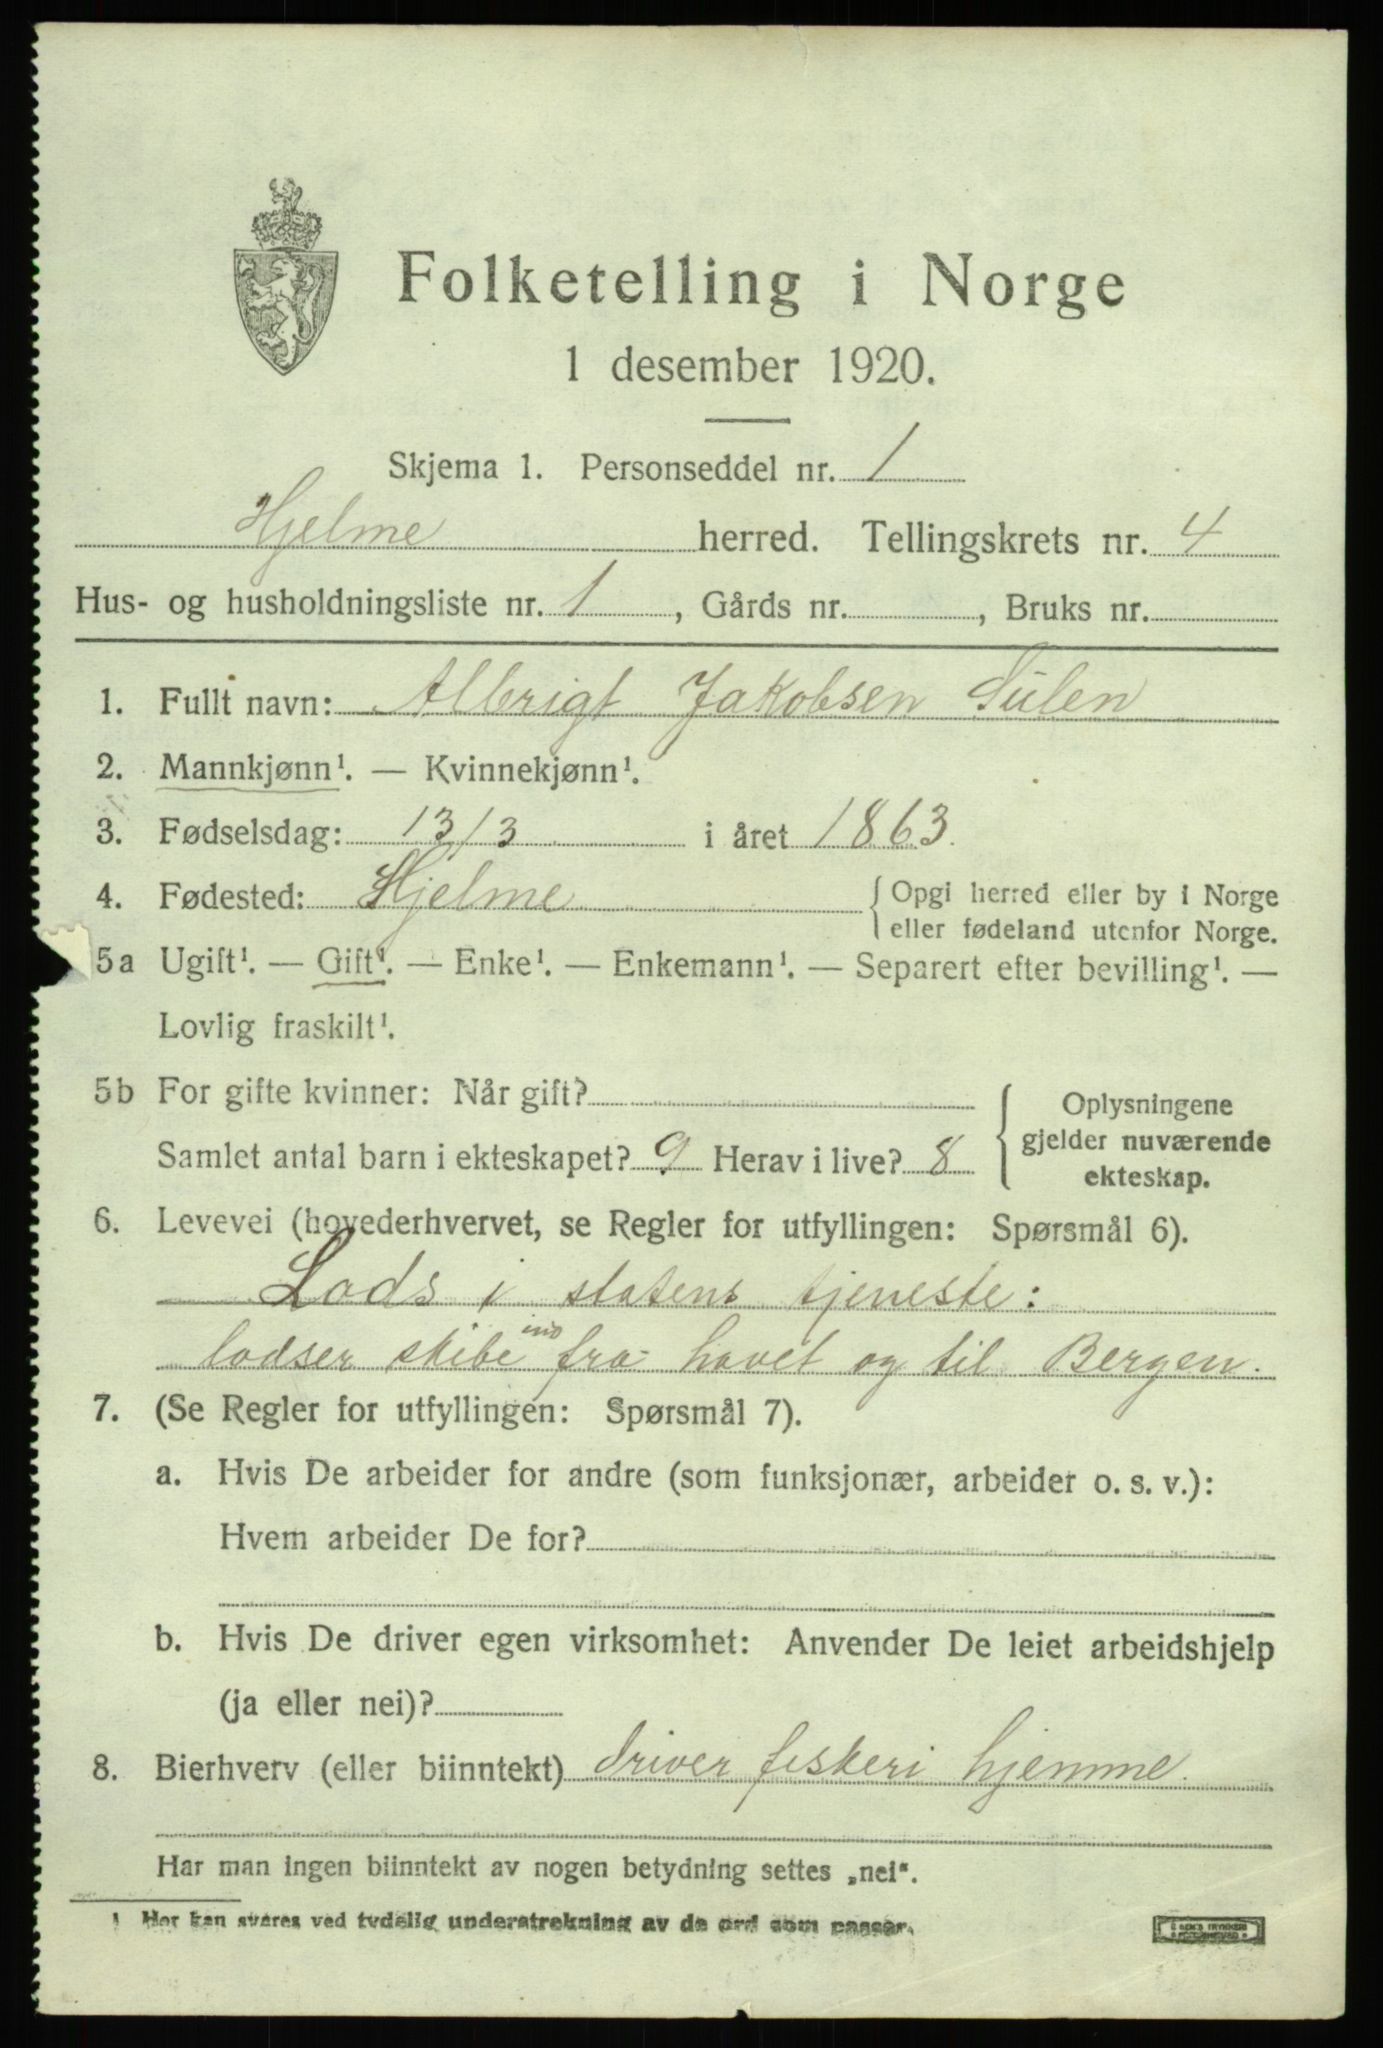 Folketelling i Norge
1 desember 1920.
Skjema 1. Personseddel nr. 1
Hjelme herred. Tellingskrets nr. 4
Hus- og husholdningsliste nr. 1, Gårds nr. , Bruks nr.
1. Fullt navn: Albrigt Jakobsen Sulen
2. Mannkjønn¹. — Kvinnekjønn¹.
3. Fødselsdag: 13/3 i året 1863.
4. Fødested: Hjelme { Opgi herred eller by i Norge
eller fødeland utenfor Norge.
5a Ugift¹. — Gift¹. — Enke¹. — Enkemann¹. — Separert efter bevilling¹. —
Lovlig fraskilt¹.
5b For gifte kvinner: Når gift?
Samlet antal barn i ekteskapet? 9 Herav i live? 8
Oplysningene
gjelder nuværende
ekteskap.
6. Levevei (hovederhvervet, se Regler for utfyllingen: Spørsmål 6).
Lods i statens tjeneste:
lodser skibe ind fra havet og til Bergen.
7. (Se Regler for utfyllingen: Spørsmål 7).
a. Hvis De arbeider for andre (som funksjonær, arbeider o. s. v.):
Hvem arbeider De for?
b. Hvis De driver egen virksomhet: Anvender De leiet arbeidshjelp
(ja eller nei)?
8. Bierhverv (eller biinntekt) driver fiskeri hjemme.
Har man ingen biinntekt av nogen betydning settes „nei“.
¹ Her kan svares ved tydelig understrekning av de ord som passer.